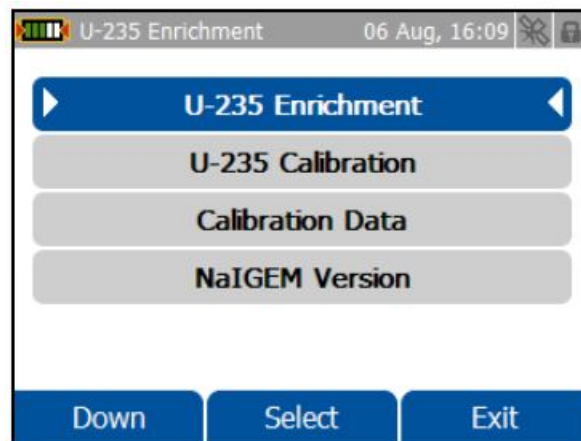 U-235 Enrichment 06 Aug, 16:09
U-235 Enrichment
U-235 Calibration
Calibration Data
NaIGEM Version
Down Select Exit